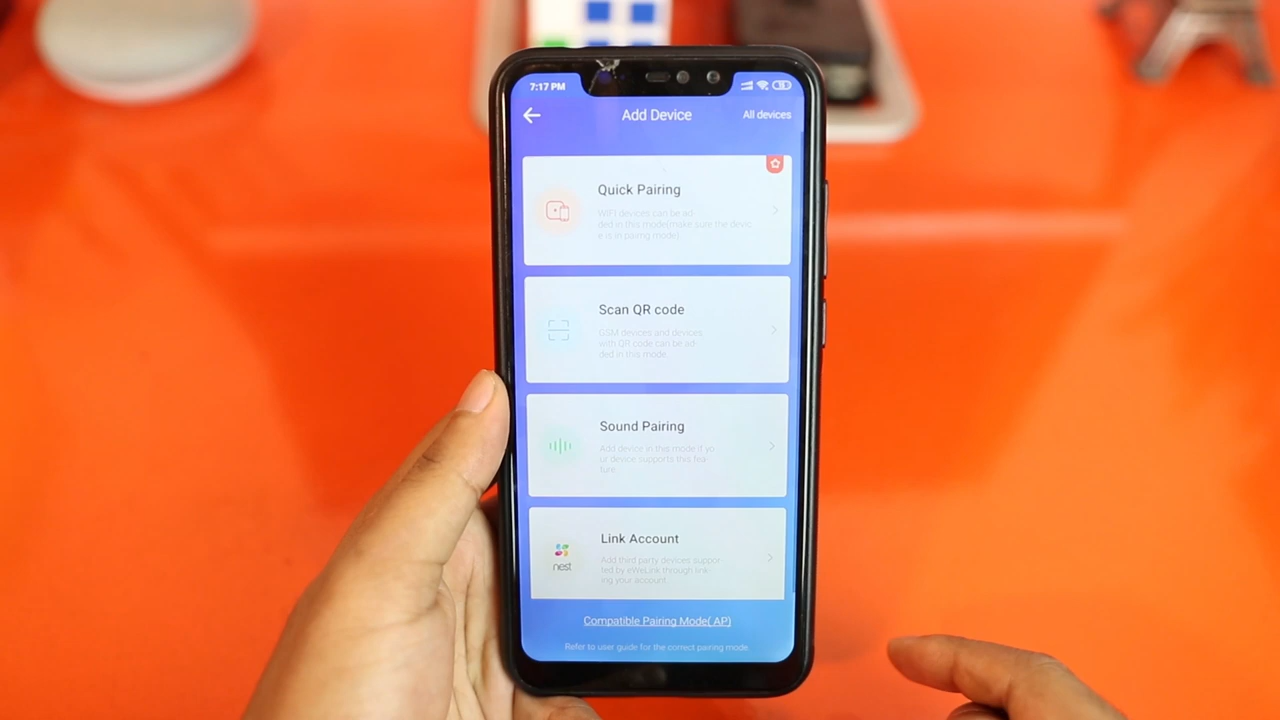 7:17 PM
Add Device
All devices
Quick Pairing
WIFI devices can be ad-
ded in this mode(make sure the devic
e is in pairng mode)
Scan QR code
GSM devices and devices
with QR code can be ad-
ded in this mode.
Sound Pairing
Add device in this mode if yo
ur device supports this fea-
ture.
Link Account
nest
Add third party devices suppor-
ted by eWeLink through link-
ing your account.
Compatible Pairing Mode( AP)
Refer to user guide for the correct pairing mode.